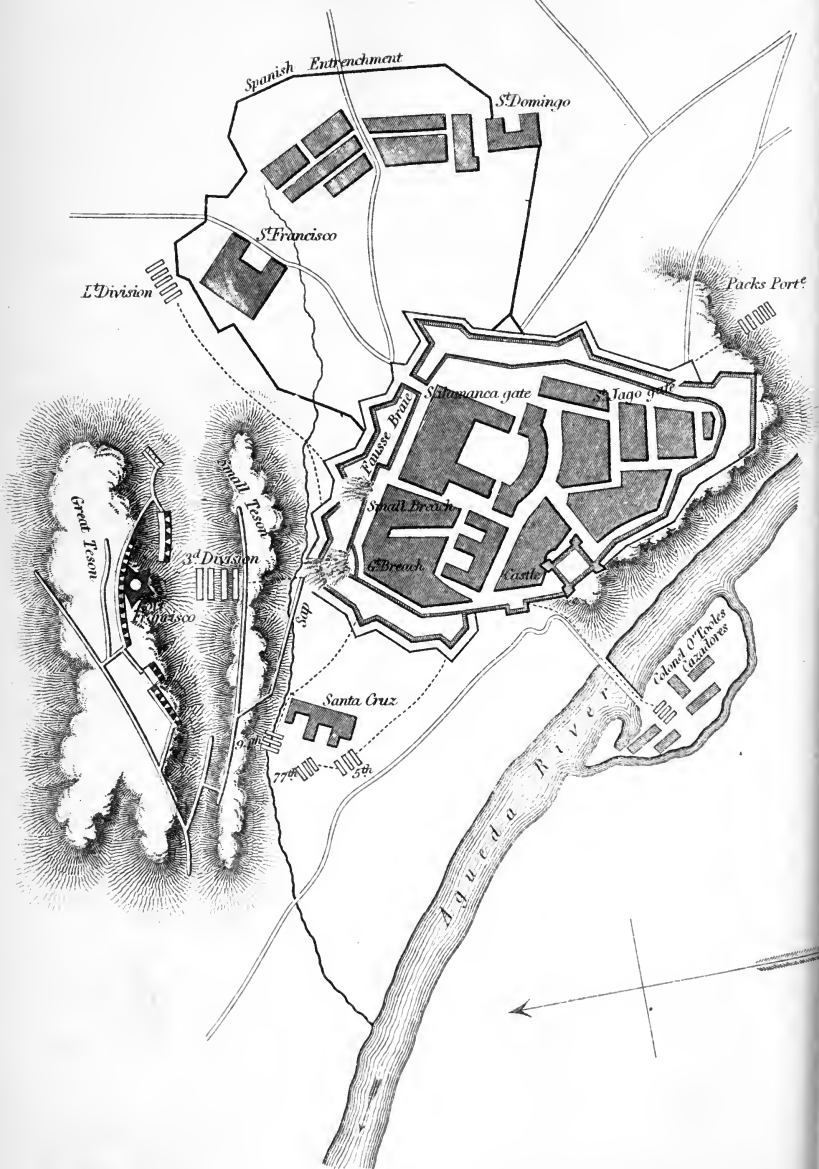 Spanish Entrenchment
St. Domingo
St. Francisco
Lt. Division
Packs Porte.
Salamanca gate
St. Jago gate
Fausse Braie
Small Teson
Great Teson
Small Breach
3d. Division
Gt. Breach
Castle
Francisco
Sap
Colonel O'Tooles
Cazadores
Santa Cruz
94th
77th
5th
Agueda River